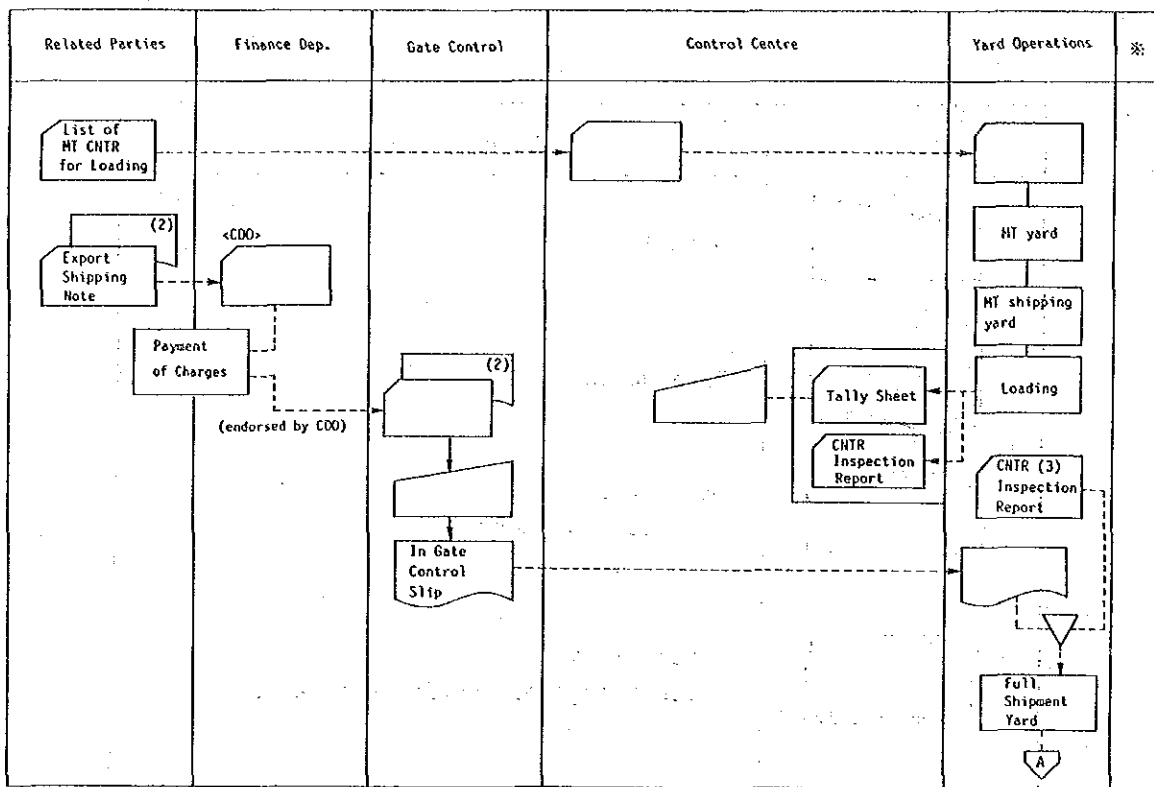 Related Parties
Finance Dep.
Gate Control
Control Centre
Yard Operations
※
List of
MT CNTR
for Loading
(2)
Export
Shipping
Note
<CDO>
Payment
of Charges
(endorsed by CDO)
(2)
In Gate
Control
Slip
Tally Sheet
CNTR
Inspection
Report
MT yard
MT shipping
yard
Loading
CNTR (3)
Inspection
Report
Full
Shipment
Yard
A